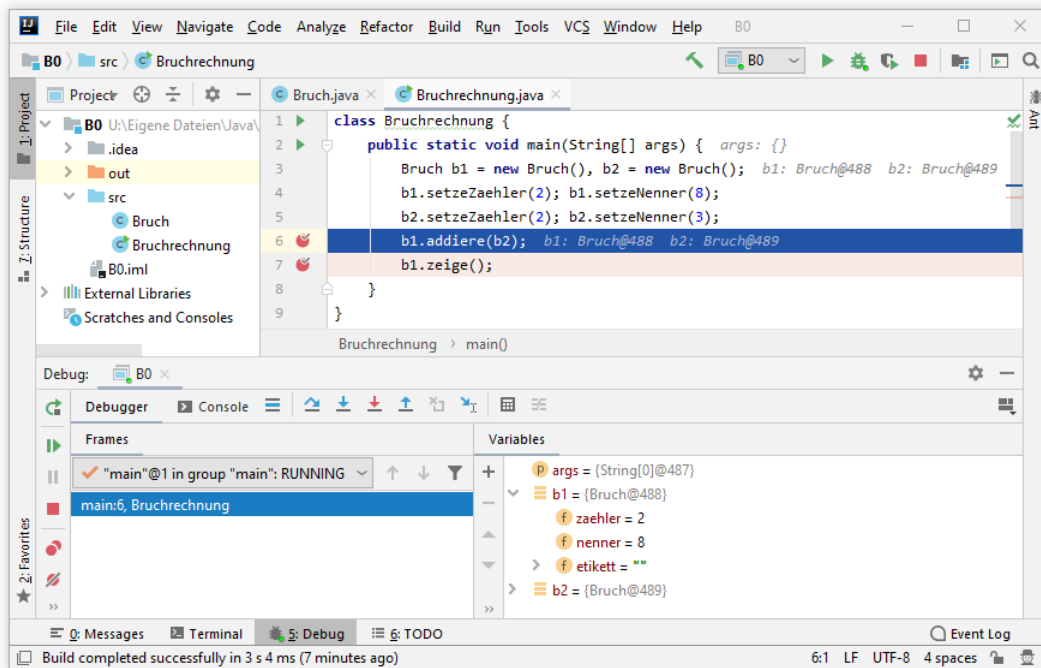 File Edit View Navigate Code Analyze Refactor Build Run Tools VCS Window Help B0
B0 src Bruchrechnung B0
1: Project
7: Structure
2: Favorites
Ant
Project
B0 U:\Eigene Dateien\Java\
.idea
out
src
Bruch
Bruchrechnung
B0.iml
External Libraries
Scratches and Consoles
Bruch.java Bruchrechnung.java
1 class Bruchrechnung {
2 public static void main(String[] args) { args: {}
3 Bruch b1 = new Bruch(), b2 = new Bruch(); b1: Bruch@488 b2: Bruch@489
4 b1.setzeZaehler(2); b1.setzeNenner(8);
5 b2.setzeZaehler(2); b2.setzeNenner(3);
6 b1.addiere(b2); b1: Bruch@488 b2: Bruch@489
7 b1.zeige();
8 }
9 }
Bruchrechnung > main()
Debug: B0
Debugger Console
Frames
"main"@1 in group "main": RUNNING
main:6, Bruchrechnung
Variables
args = {String[0]@487}
b1 = {Bruch@488}
zaehler = 2
nenner = 8
etikett = ""
b2 = {Bruch@489}
0: Messages Terminal 5: Debug 6: TODO Event Log
Build completed successfully in 3 s 4 ms (7 minutes ago) 6:1 LF UTF-8 4 spaces